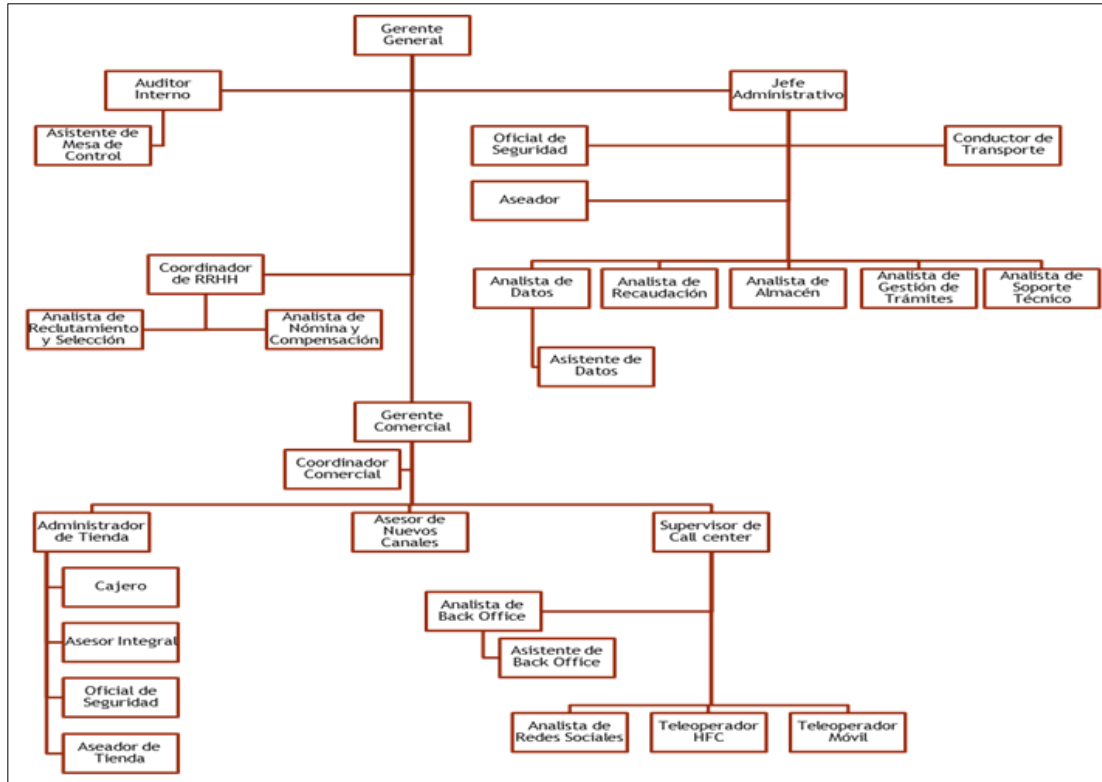 Gerente
General
Auditor
Interno
Jefe
Administrativo
Asistente de
Mesa de
Control
Oficial de
Seguridad
Conductor de
Transporte
Aseador
Coordinador
de RRHH
Analista de
Datos
Analista de
Recaudación
Analista de
Almacén
Analista de
Gestión de
Trámites
Analista de
Soporte
Técnico
Analista de
Reclutamiento
y Selección
Analista de
Nómina y
Compensación
Asistente de
Datos
Gerente
Comercial
Coordinador
Comercial
Administrador
de Tienda
Asesor de
Nuevos
Canales
Supervisor de
Call center
Cajero
Asesor Integral
Oficial de
Seguridad
Aseador de
Tienda
Analista de
Back Office
Asistente de
Back Office
Analista de
Redes Sociales
Teleoperador
HFC
Teleoperador
Móvil